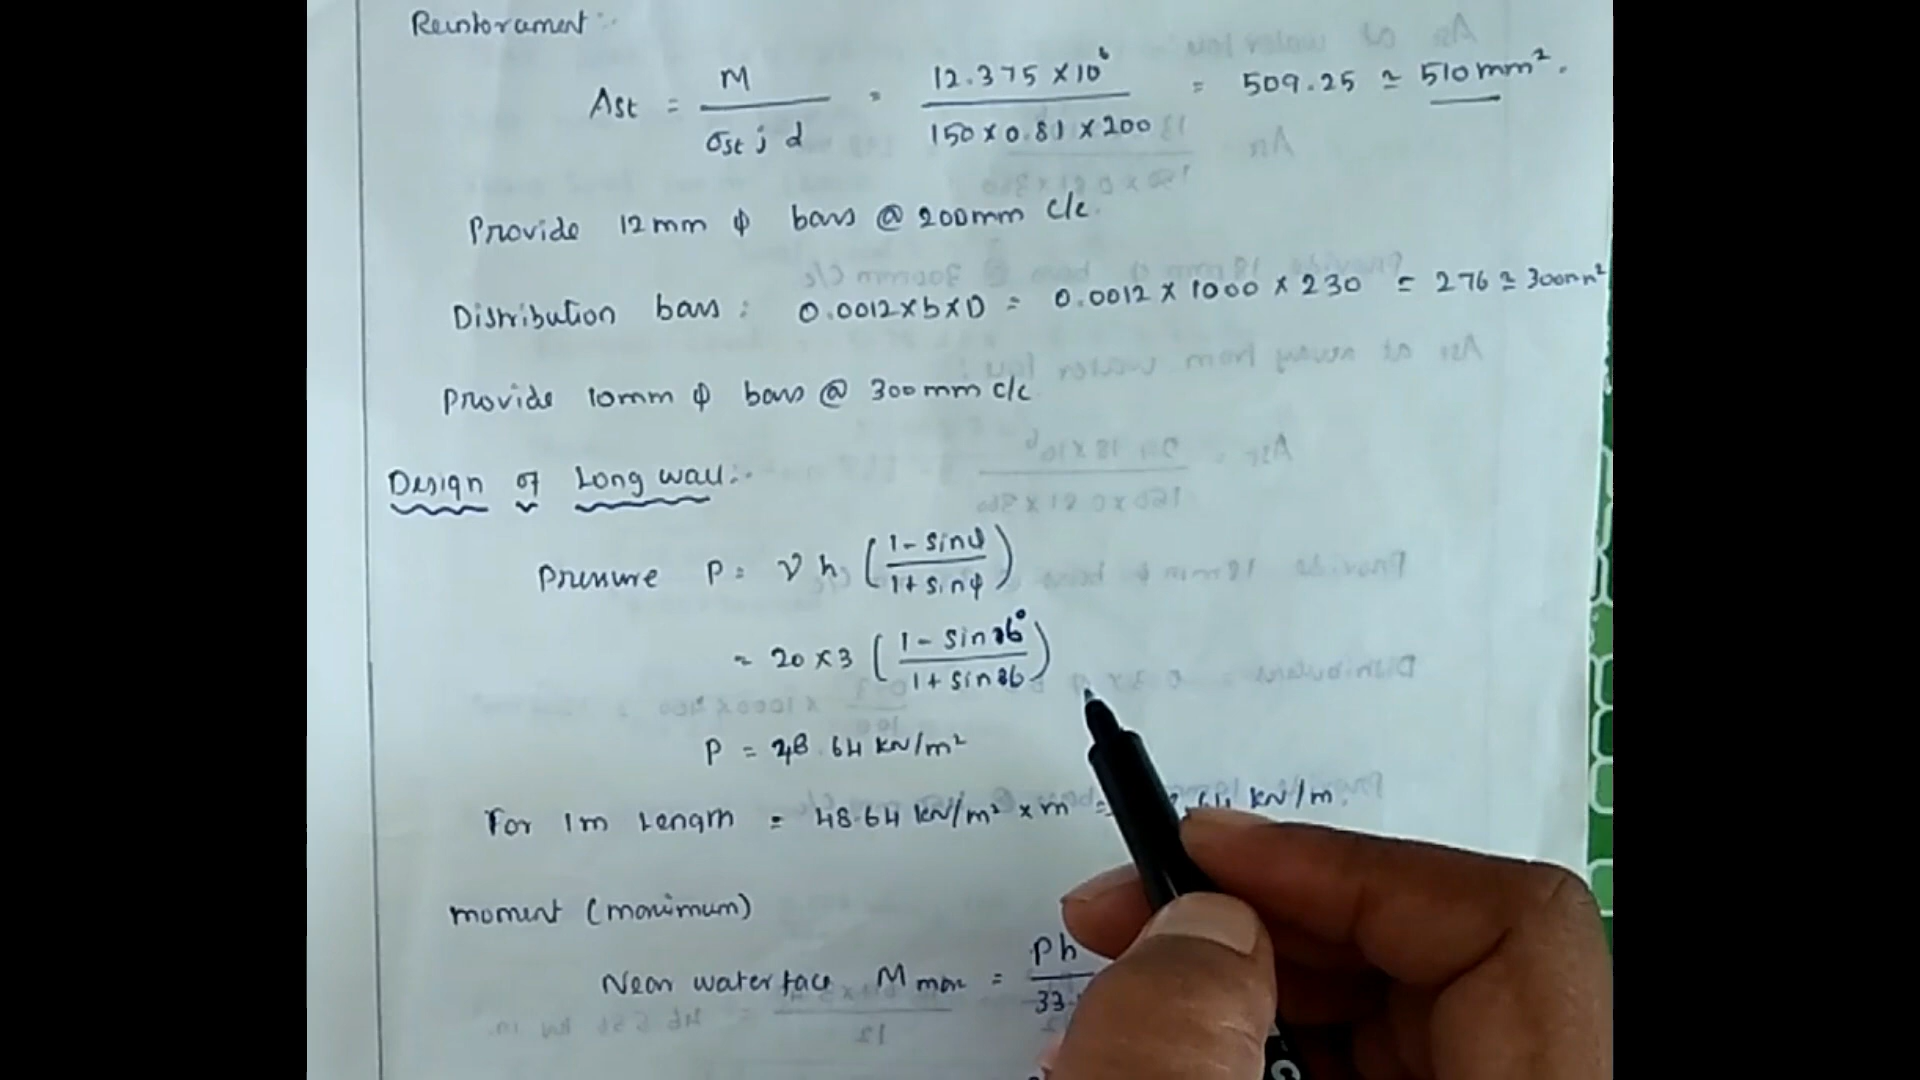 Reinforcement :-
Ast = M / σst j d = 12.375 × 10⁶ / 150 × 0.81 × 200 = 509.25 ≃ 510 mm².
Provide 12mm ϕ bars @ 200mm c/c.
Distribution bars : 0.0012 × b × D = 0.0012 × 1000 × 230 = 276 ≃ 300mm²
Provide 10mm ϕ bars @ 300mm c/c
Design of Long wall :-
Pressure P = γ h (1 - sinϕ / 1 + sinϕ)
= 20 × 3 (1 - sin 36° / 1 + sin 36)
P = 48.64 kN/m²
For 1m Length = 48.64 kN/m² × m = .64 kN/m.
moment (maximum)
Near water face M max = Ph / 33.